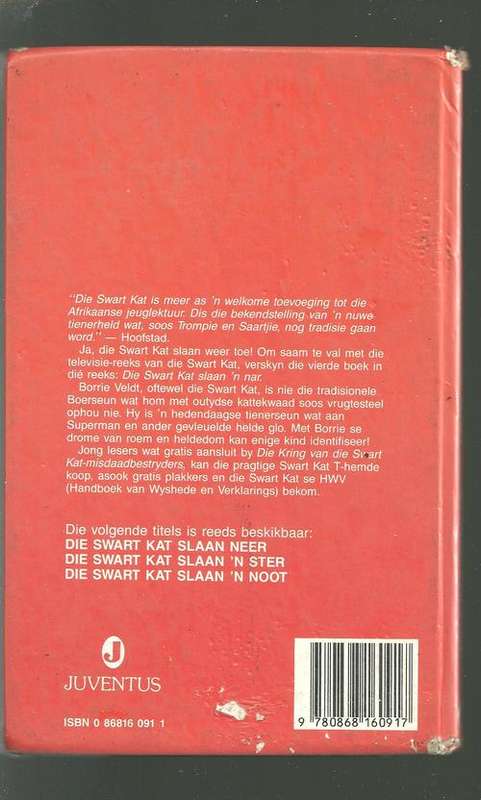 "Die Swart Kat is meer as 'n welkome toevoeging tot die
Afrikaanse jeuglektuur. Dis die bekendstelling van 'n nuwe
tienerheld wat, soos Trompie en Saartjie, nog tradisie gaan
word." — Hoofstad.
Ja, die Swart Kat slaan weer toe! Om saam te val met die
televisie-reeks van die Swart Kat, verskyn die vierde boek in
dié reeks: Die Swart Kat slaan 'n nar.
Borrie Veldt, oftewel die Swart Kat, is nie die tradisionele
Boerseun wat hom met outydse kattekwaad soos vrugtesteel
ophou nie. Hy is 'n hedendaagse tienerseun wat aan
Superman en ander gevleuelde helde glo. Met Borrie se
drome van roem en heldedom kan enige kind identifiseer!
Jong lesers wat gratis aansluit by Die Kring van die Swart
Kat-misdaadbestryders, kan die pragtige Swart Kat T-hemde
koop, asook gratis plakkers en die Swart Kat se HWV
(Handboek van Wyshede en Verklarings) bekom.
Die volgende titels is reeds beskikbaar:
DIE SWART KAT SLAAN NEER
DIE SWART KAT SLAAN 'N STER
DIE SWART KAT SLAAN 'N NOOT
J
JUVENTUS
ISBN 0 86816 091 1
9 780868 160917